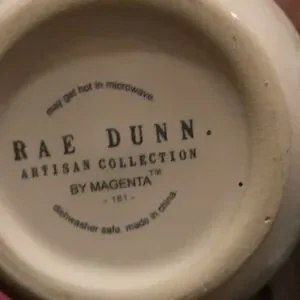 may get hot in microwave.
RAE DUNN.
ARTISAN COLLECTION
BY MAGENTA™
- 161 -
dishwasher safe. made in china.